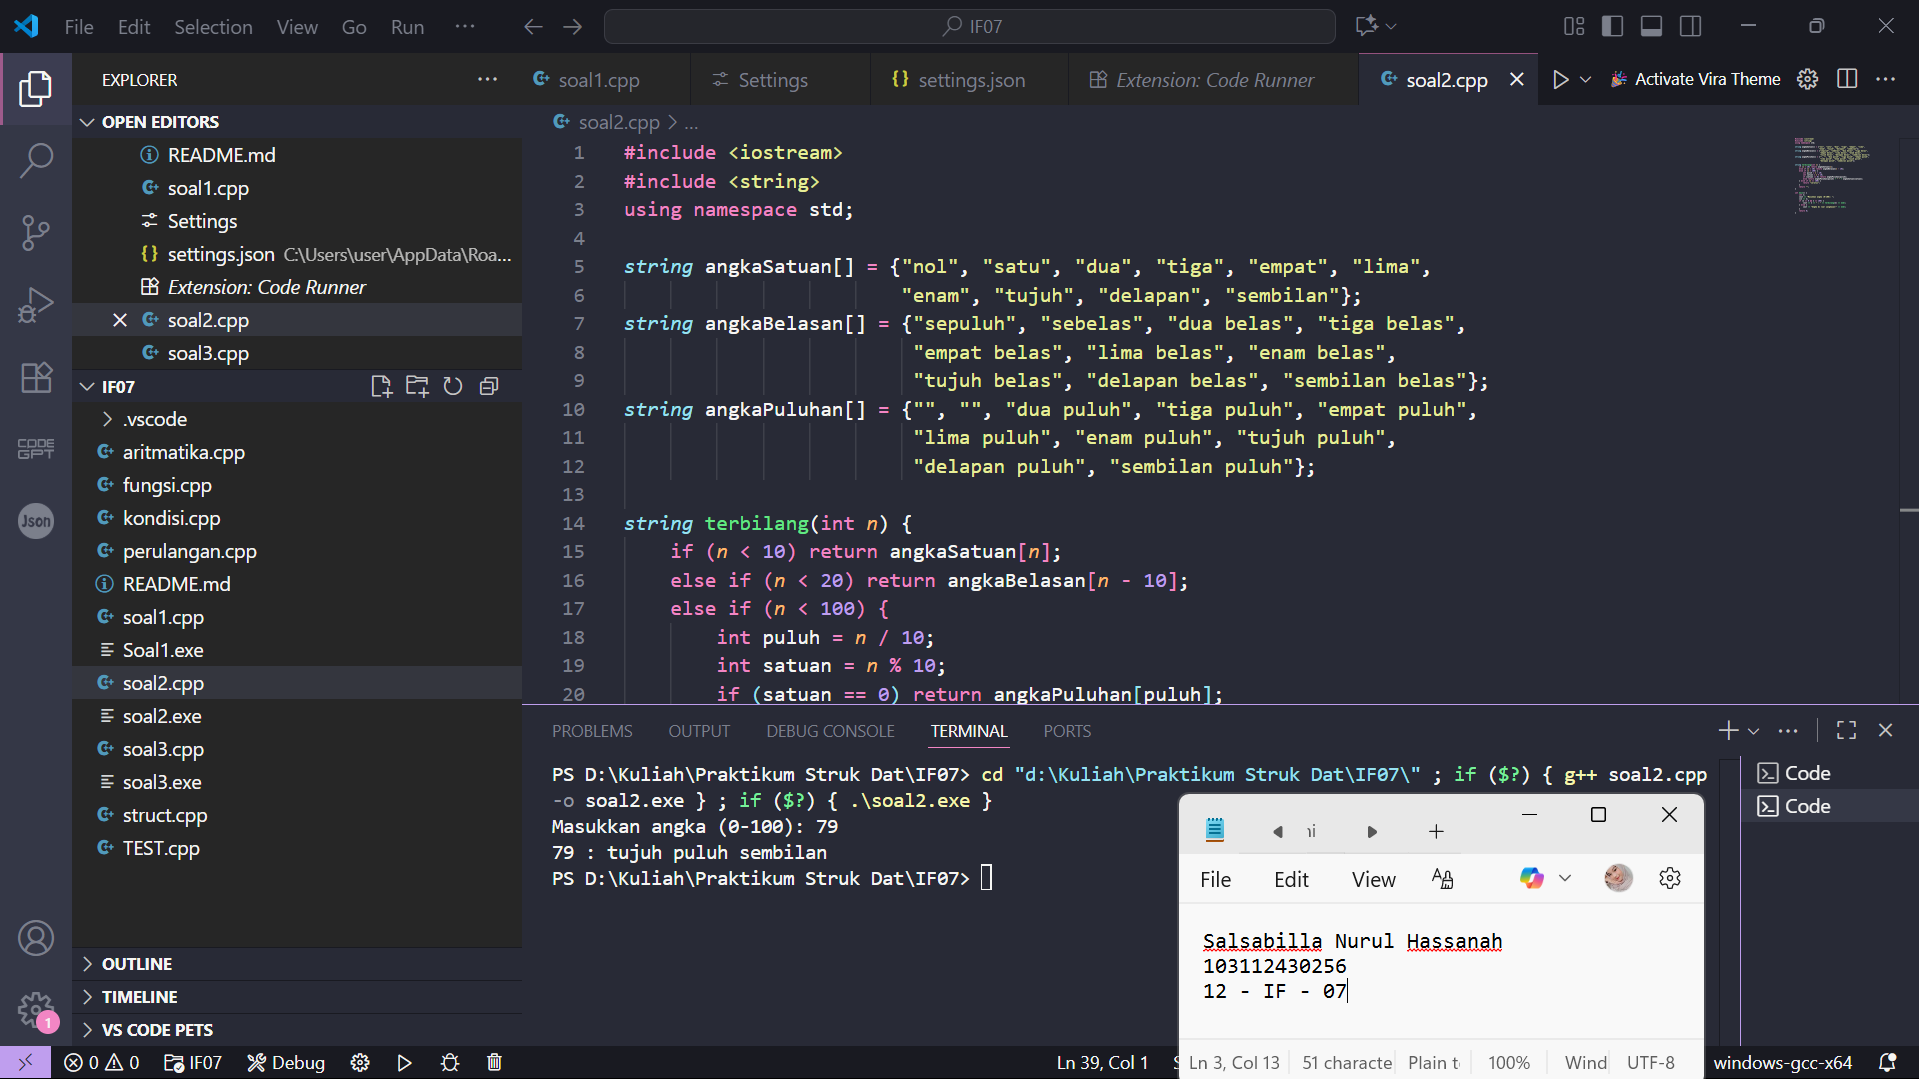 File Edit Selection View Go Run ···
IF07
EXPLORER
OPEN EDITORS
README.md
soal1.cpp
Settings
settings.json C:\Users\user\AppData\Roa...
Extension: Code Runner
soal2.cpp
soal3.cpp
IF07
.vscode
aritmatika.cpp
fungsi.cpp
kondisi.cpp
perulangan.cpp
README.md
soal1.cpp
Soal1.exe
soal2.cpp
soal2.exe
soal3.cpp
soal3.exe
struct.cpp
TEST.cpp
OUTLINE
TIMELINE
VS CODE PETS
CODE GPT
Json
1
soal1.cpp Settings settings.json Extension: Code Runner soal2.cpp Activate Vira Theme
soal2.cpp > ...
1 #include <iostream>
2 #include <string>
3 using namespace std;
4
5 string angkaSatuan[] = {"nol", "satu", "dua", "tiga", "empat", "lima",
6 "enam", "tujuh", "delapan", "sembilan"};
7 string angkaBelasan[] = {"sepuluh", "sebelas", "dua belas", "tiga belas",
8 "empat belas", "lima belas", "enam belas",
9 "tujuh belas", "delapan belas", "sembilan belas"};
10 string angkaPuluhan[] = {"", "", "dua puluh", "tiga puluh", "empat puluh",
11 "lima puluh", "enam puluh", "tujuh puluh",
12 "delapan puluh", "sembilan puluh"};
13
14 string terbilang(int n) {
15 if (n < 10) return angkaSatuan[n];
16 else if (n < 20) return angkaBelasan[n - 10];
17 else if (n < 100) {
18 int puluh = n / 10;
19 int satuan = n % 10;
20 if (satuan == 0) return angkaPuluhan[puluh];
PROBLEMS OUTPUT DEBUG CONSOLE TERMINAL PORTS
PS D:\Kuliah\Praktikum Struk Dat\IF07> cd "d:\Kuliah\Praktikum Struk Dat\IF07\" ; if ($?) { g++ soal2.cpp
-o soal2.exe } ; if ($?) { .\soal2.exe }
Masukkan angka (0-100): 79
79 : tujuh puluh sembilan
PS D:\Kuliah\Praktikum Struk Dat\IF07>
Code
Code
File Edit View
Salsabilla Nurul Hassanah
103112430256
12 - IF - 07
Ln 3, Col 13 51 characte Plain t 100% Wind UTF-8
0 0 IF07 Debug Ln 39, Col 1 windows-gcc-x64